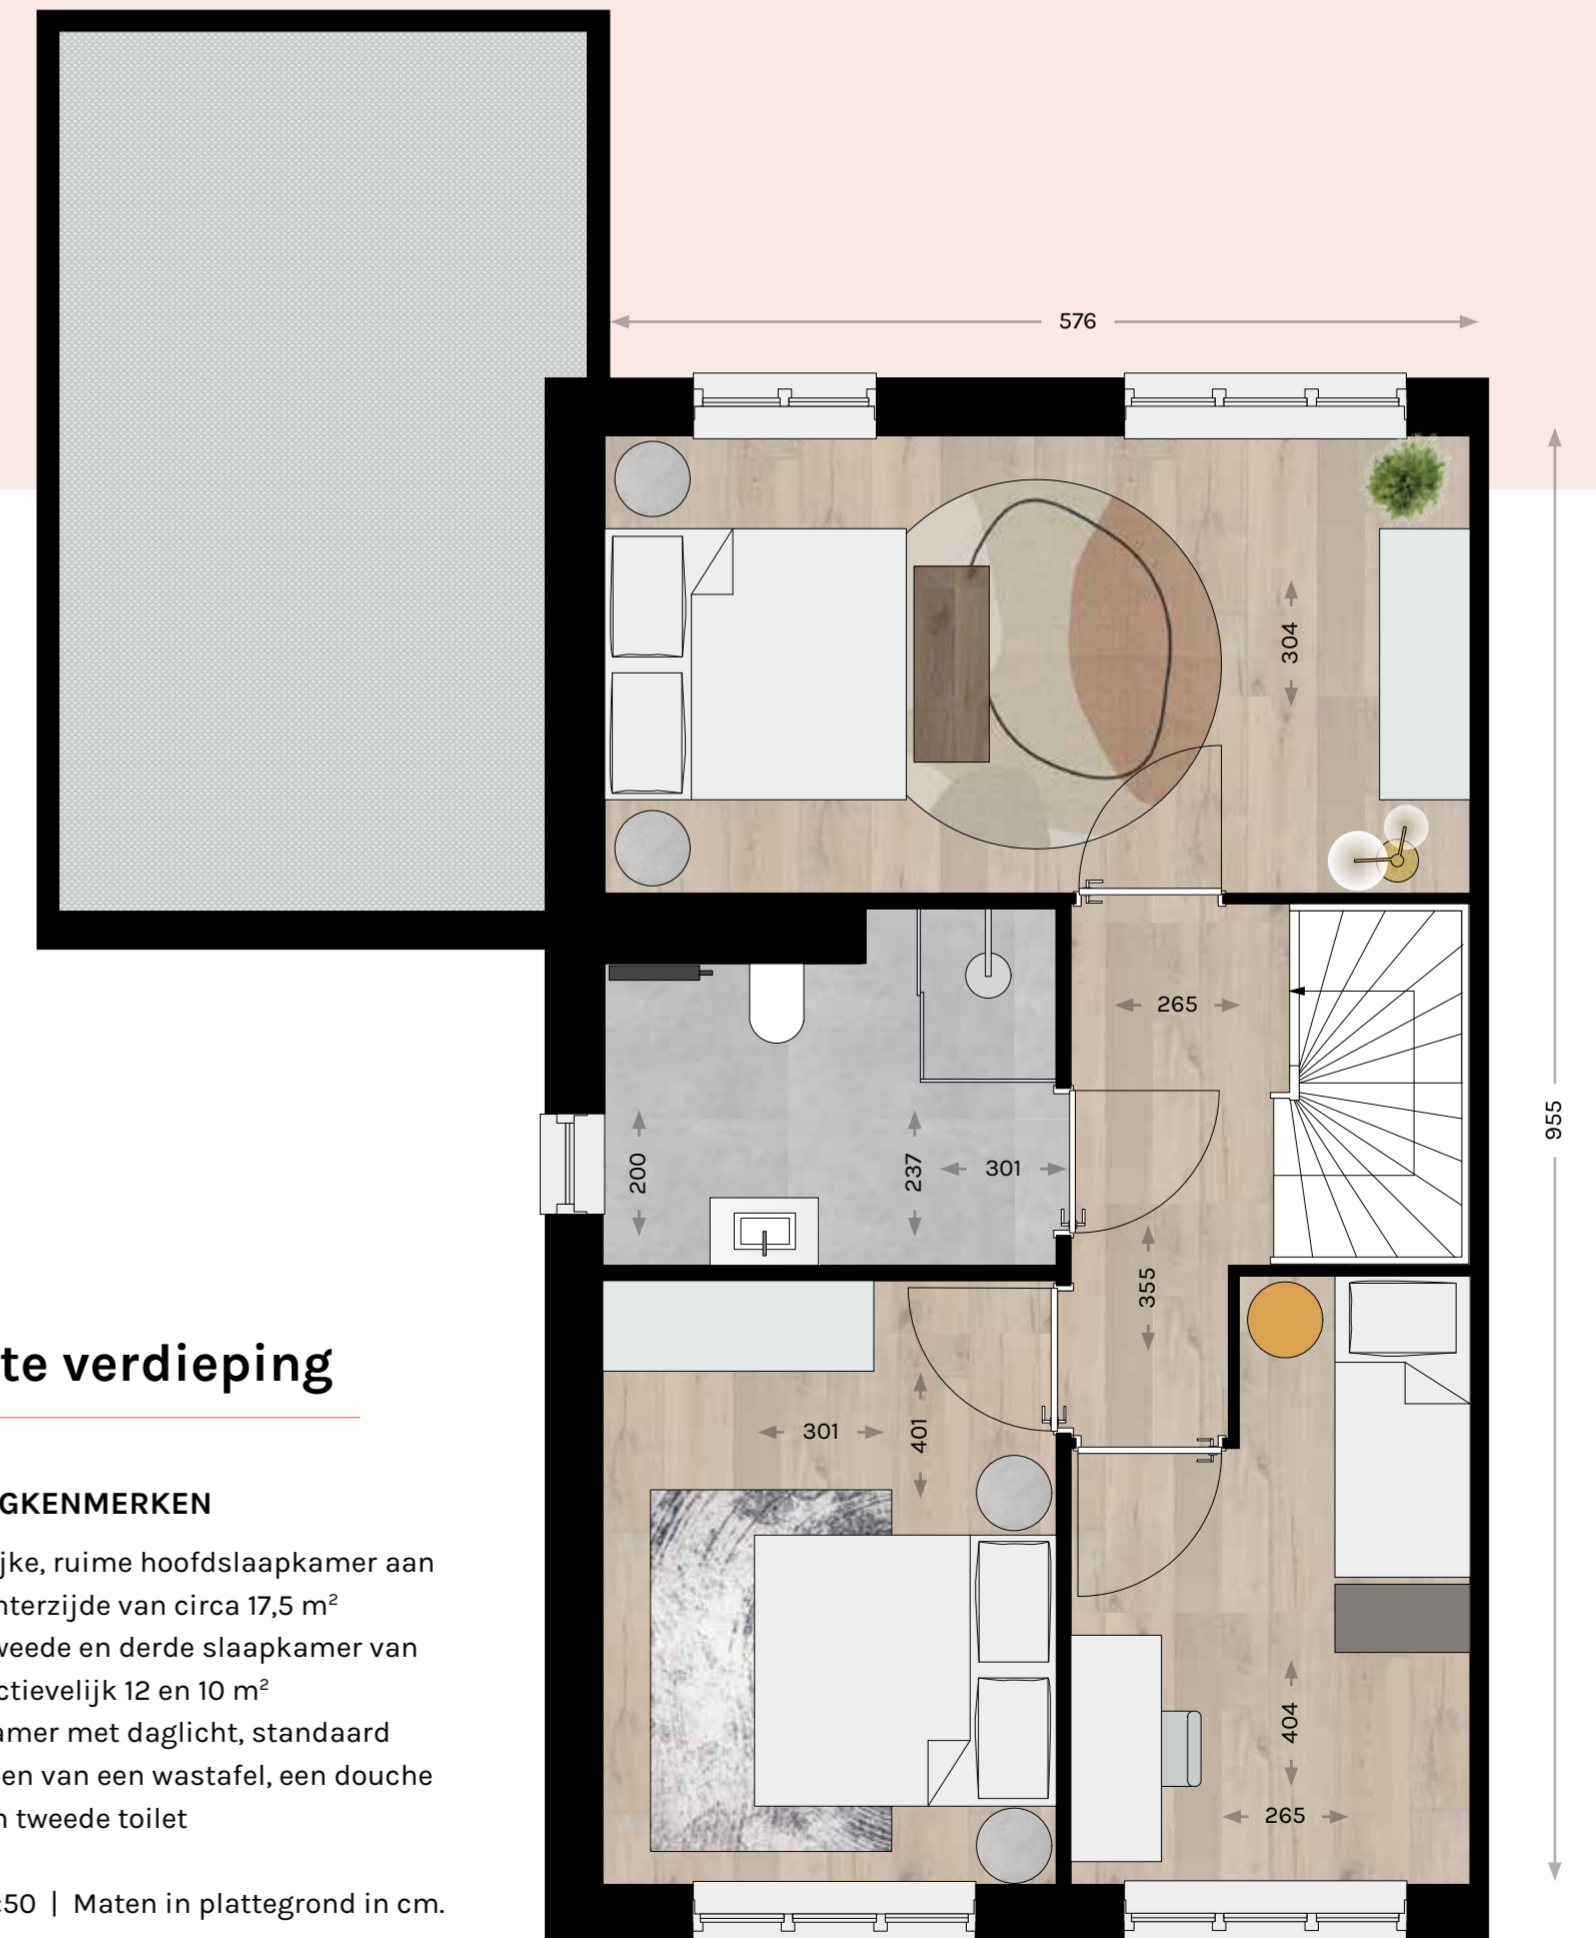 576
304
955
265
200
237
301
355
te verdieping
301
401
GKENMERKEN
jke, ruime hoofdslaapkamer aan
nterzijde van circa 17,5 m²
weede en derde slaapkamer van
ctievelijk 12 en 10 m²
amer met daglicht, standaard
en van een wastafel, een douche
n tweede toilet
404
265
:50 | Maten in plattegrond in cm.